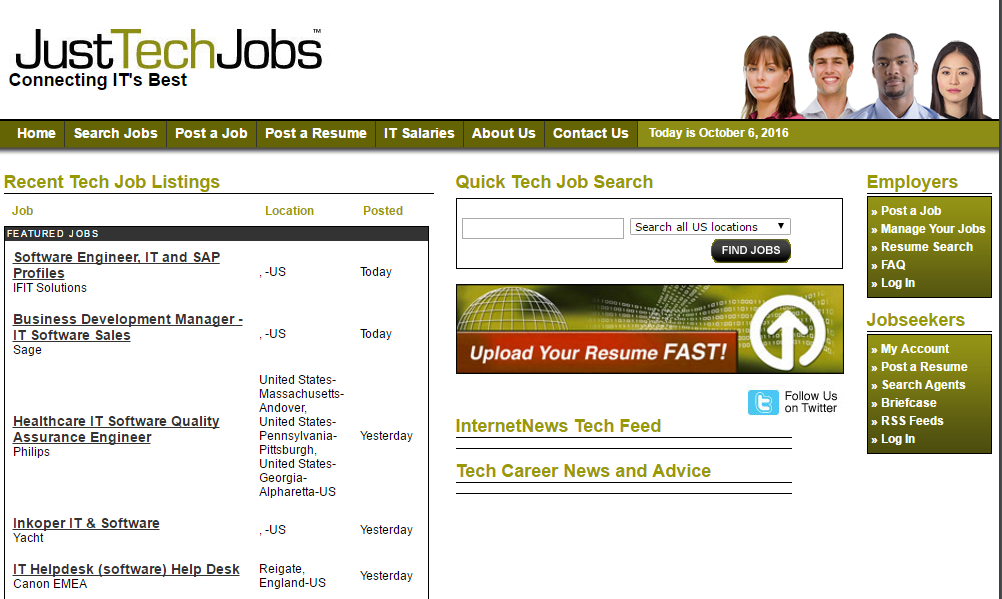 JustTechJobs™
Connecting IT's Best
Home
Search Jobs
Post a Job
Post a Resume
IT Salaries
About Us
Contact Us
Today is October 6, 2016
Recent Tech Job Listings
Job Location Posted
FEATURED JOBS
Software Engineer, IT and SAP
Profiles
IFIT Solutions
, -US
Today
Business Development Manager -
IT Software Sales
Sage
, -US
Today
Healthcare IT Software Quality
Assurance Engineer
Philips
United States-
Massachusetts-
Andover,
United States-
Pennsylvania-
Pittsburgh,
United States-
Georgia-
Alpharetta-US
Yesterday
Inkoper IT & Software
Yacht
, -US
Yesterday
IT Helpdesk (software) Help Desk
Canon EMEA
Reigate,
England-US
Yesterday
Quick Tech Job Search
Search all US locations
FIND JOBS
Upload Your Resume FAST!
Follow Us
on Twitter
InternetNews Tech Feed
Tech Career News and Advice
Employers
» Post a Job
» Manage Your Jobs
» Resume Search
» FAQ
» Log In
Jobseekers
» My Account
» Post a Resume
» Search Agents
» Briefcase
» RSS Feeds
» Log In